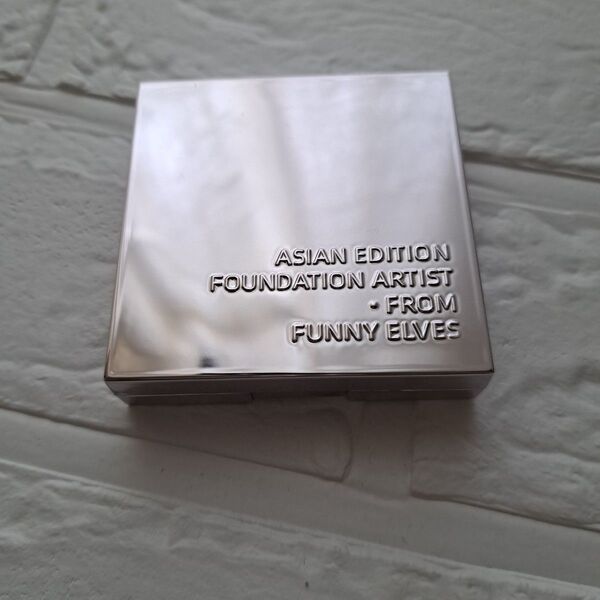 ASIAN EDITION
FOUNDATION ARTIST
• FROM
FUNNY ELVES